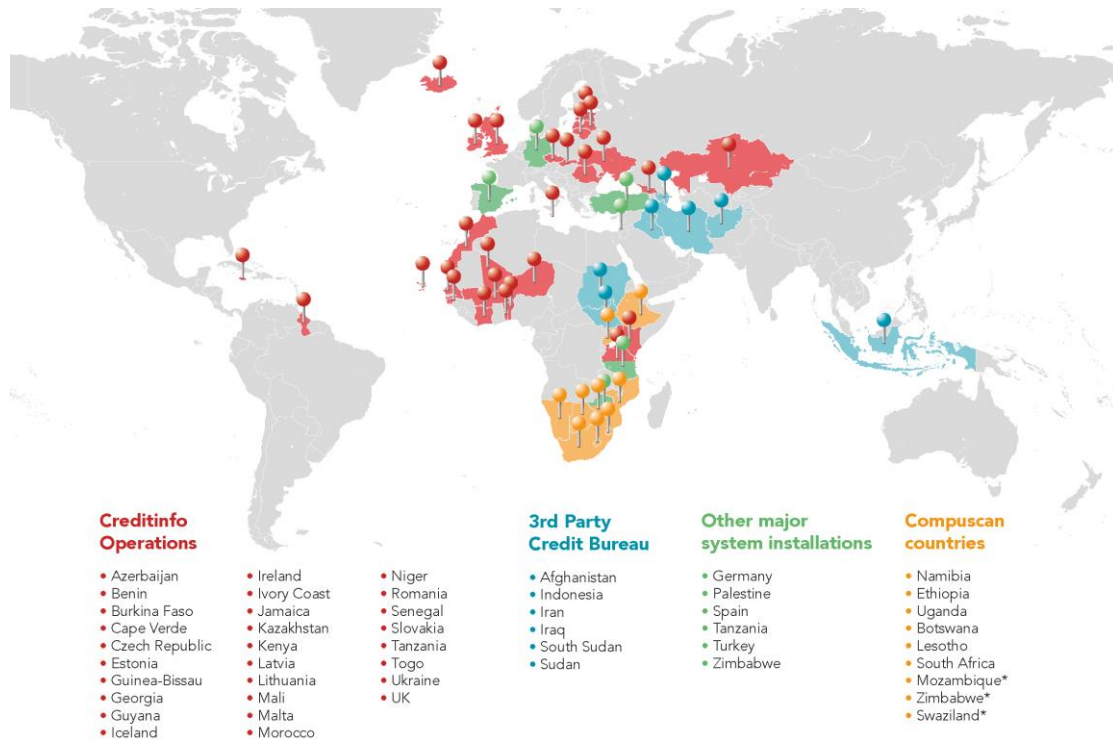 Creditinfo
Operations
• Azerbaijan
• Benin
• Burkina Faso
• Cape Verde
• Czech Republic
• Estonia
• Guinea-Bissau
• Georgia
• Guyana
• Iceland
• Ireland
• Ivory Coast
• Jamaica
• Kazakhstan
• Kenya
• Latvia
• Lithuania
• Mali
• Malta
• Morocco
• Niger
• Romania
• Senegal
• Slovakia
• Tanzania
• Togo
• Ukraine
• UK
3rd Party
Credit Bureau
• Afghanistan
• Indonesia
• Iran
• Iraq
• South Sudan
• Sudan
Other major
system installations
• Germany
• Palestine
• Spain
• Tanzania
• Turkey
• Zimbabwe
Compuscan
countries
• Namibia
• Ethiopia
• Uganda
• Botswana
• Lesotho
• South Africa
• Mozambique*
• Zimbabwe*
• Swaziland*